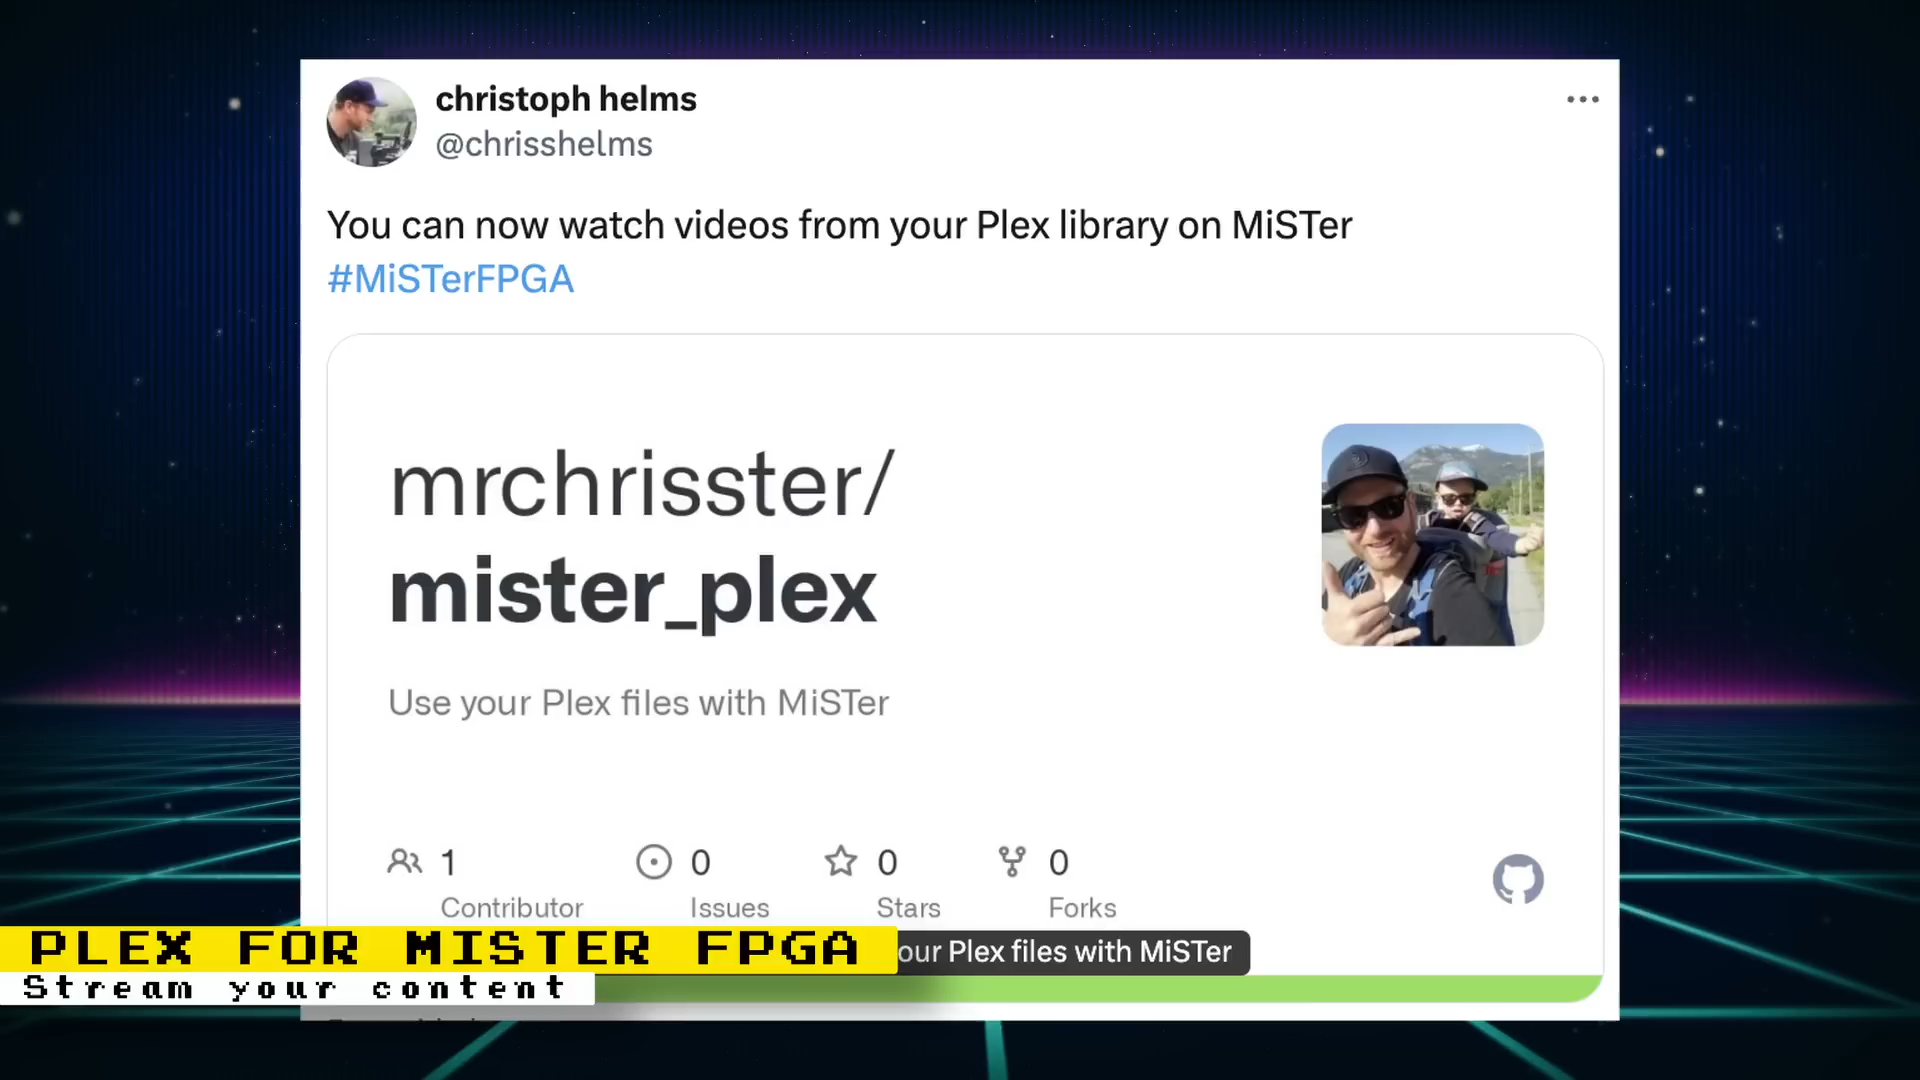 christoph helms
@chrisshelms
You can now watch videos from your Plex library on MiSTer
#MiSTerFPGA
mrchrisster/
mister_plex
Use your Plex files with MiSTer
1
Contributor
0
Issues
0
Stars
0
Forks
PLEX FOR MISTER FPGA
our Plex files with MiSTer
Stream your content